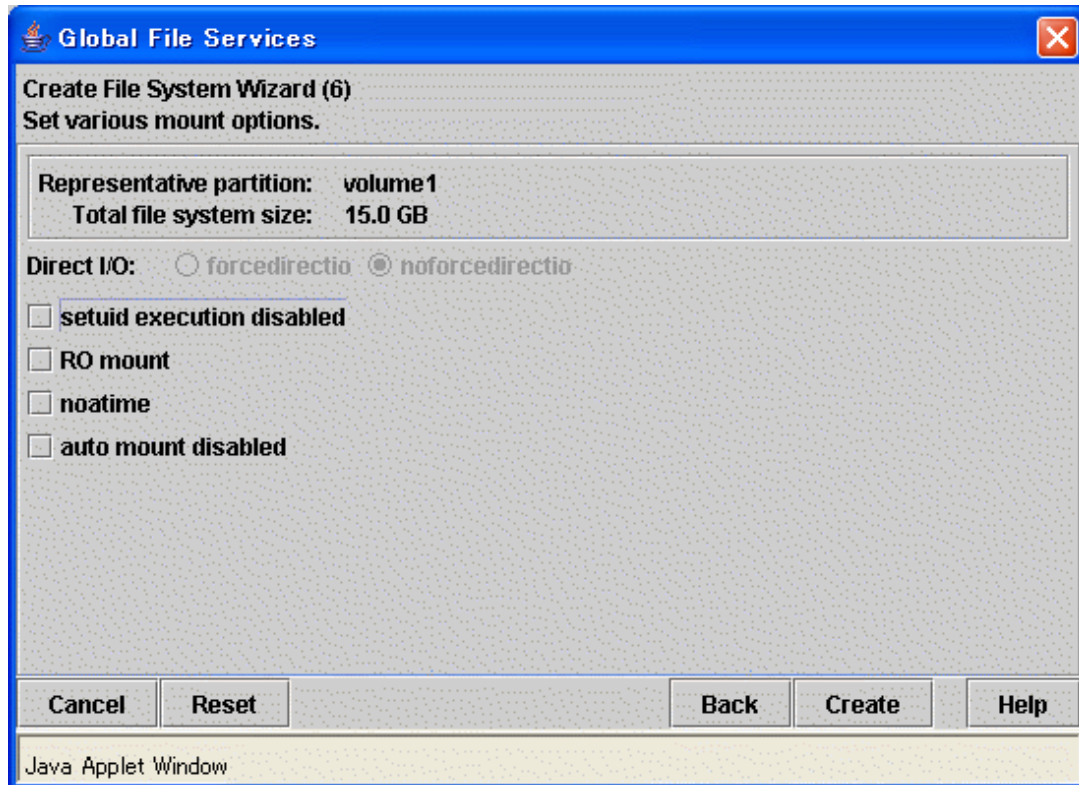 Global File Services
Create File System Wizard (6)
Set various mount options.
Representative partition: volume1
Total file system size: 15.0 GB
Direct I/O: forcedirectio noforcedirectio
setuid execution disabled
RO mount
noatime
auto mount disabled
Cancel Reset Back Create Help
Java Applet Window